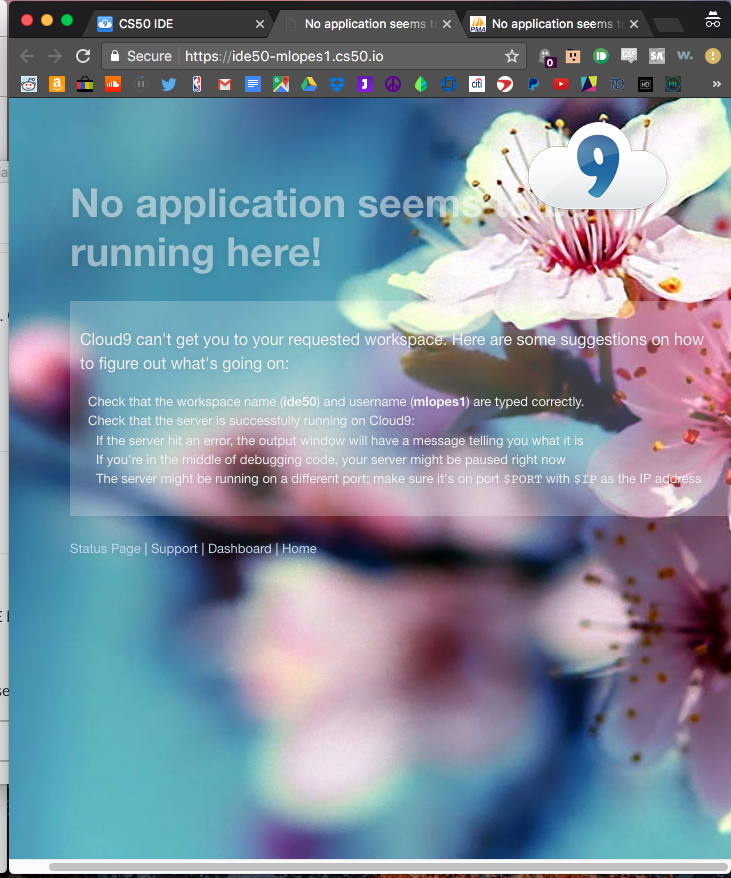 CS50 IDE
No application seems t
No application seems to
Secure
https://ide50-mlopes1.cs50.io
0
citi
9
No application seems to be
running here!
Cloud9 can't get you to your requested workspace. Here are some suggestions on how
to figure out what's going on:
Check that the workspace name (ide50) and username (mlopes1) are typed correctly.
Check that the server is successfully running on Cloud9:
If the server hit an error, the output window will have a message telling you what it is
If you're in the middle of debugging code, your server might be paused right now
The server might be running on a different port; make sure it's on port $PORT with $IP as the IP address
Status Page | Support | Dashboard | Home